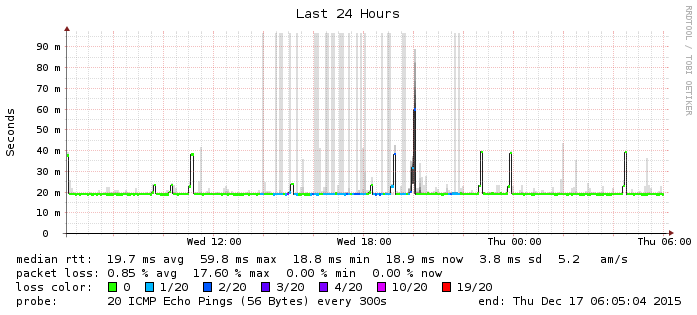 Last 24 Hours
RRDTOOL / TOBI OETIKER
Seconds
90 m
80 m
70 m
60 m
50 m
40 m
30 m
20 m
10 m
0
Wed 12:00 Wed 18:00 Thu 00:00 Thu 06:00
median rtt: 19.7 ms avg 59.8 ms max 18.8 ms min 18.9 ms now 3.8 ms sd 5.2 am/s
packet loss: 0.85 % avg 17.60 % max 0.00 % min 0.00 % now
loss color: 0 1/20 2/20 3/20 4/20 10/20 19/20
probe: 20 ICMP Echo Pings (56 Bytes) every 300s end: Thu Dec 17 06:05:04 2015